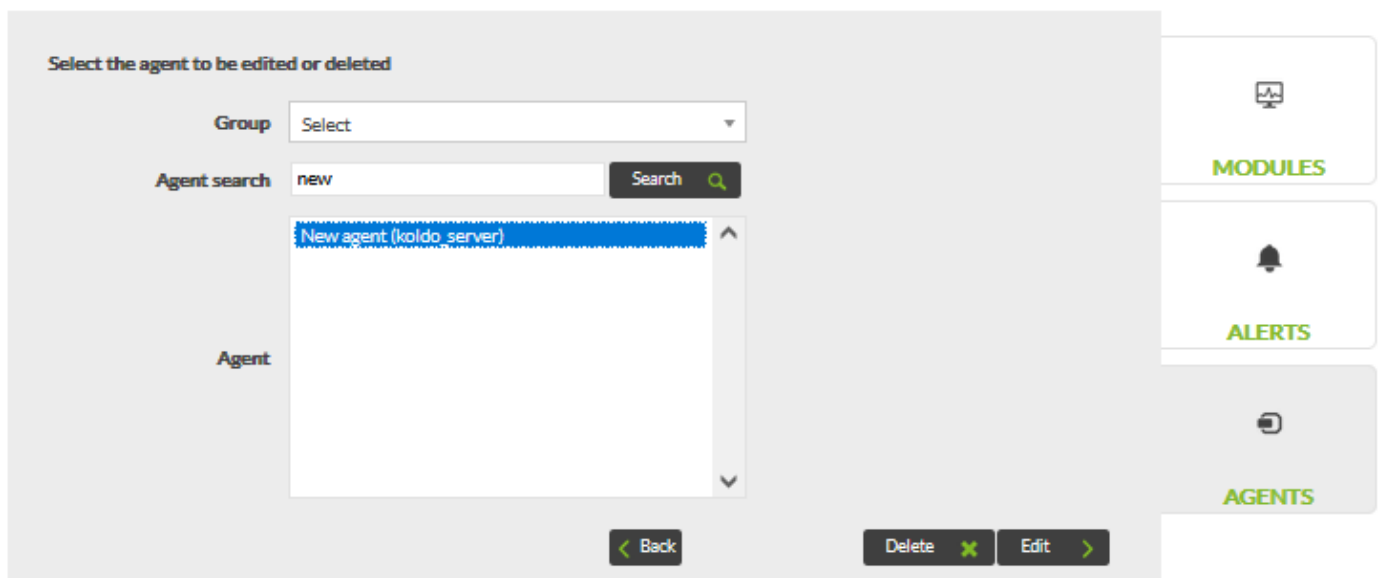 Select the agent to be edited or deleted
Group Select
Agent search new Search
New agent (koldo_server)
Agent
Back Delete Edit
MODULES
ALERTS
AGENTS